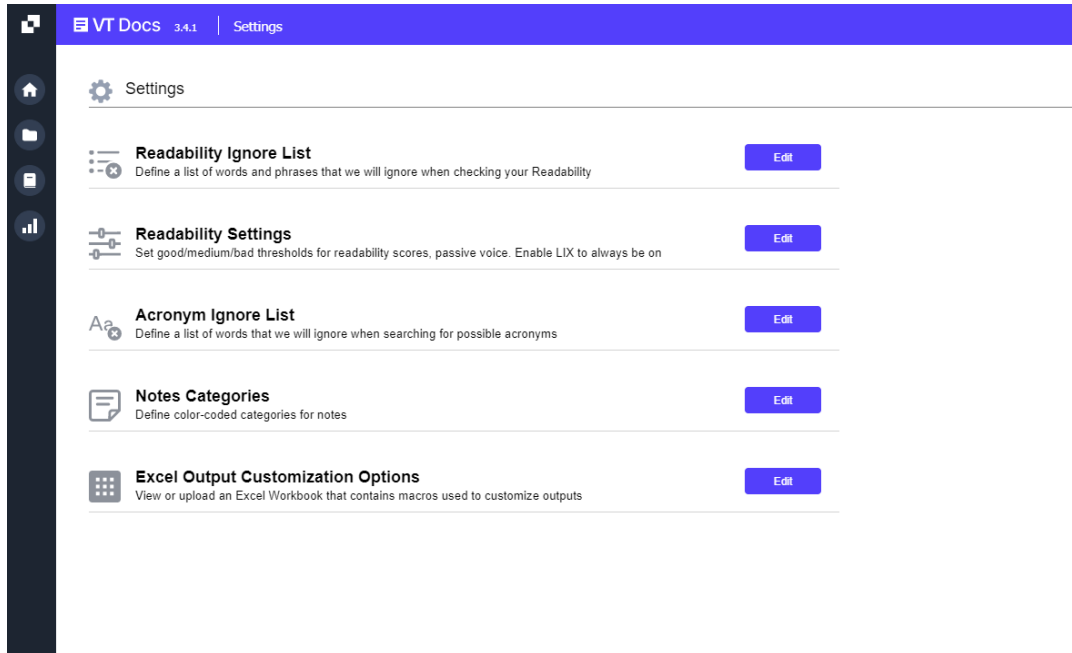 VT Docs 3.4.1 Settings
Settings
Readability Ignore List
Define a list of words and phrases that we will ignore when checking your Readability
Edit
Readability Settings
Set good/medium/bad thresholds for readability scores, passive voice. Enable LIX to always be on
Edit
Acronym Ignore List
Define a list of words that we will ignore when searching for possible acronyms
Edit
Aa
Notes Categories
Define color-coded categories for notes
Edit
Excel Output Customization Options
View or upload an Excel Workbook that contains macros used to customize outputs
Edit